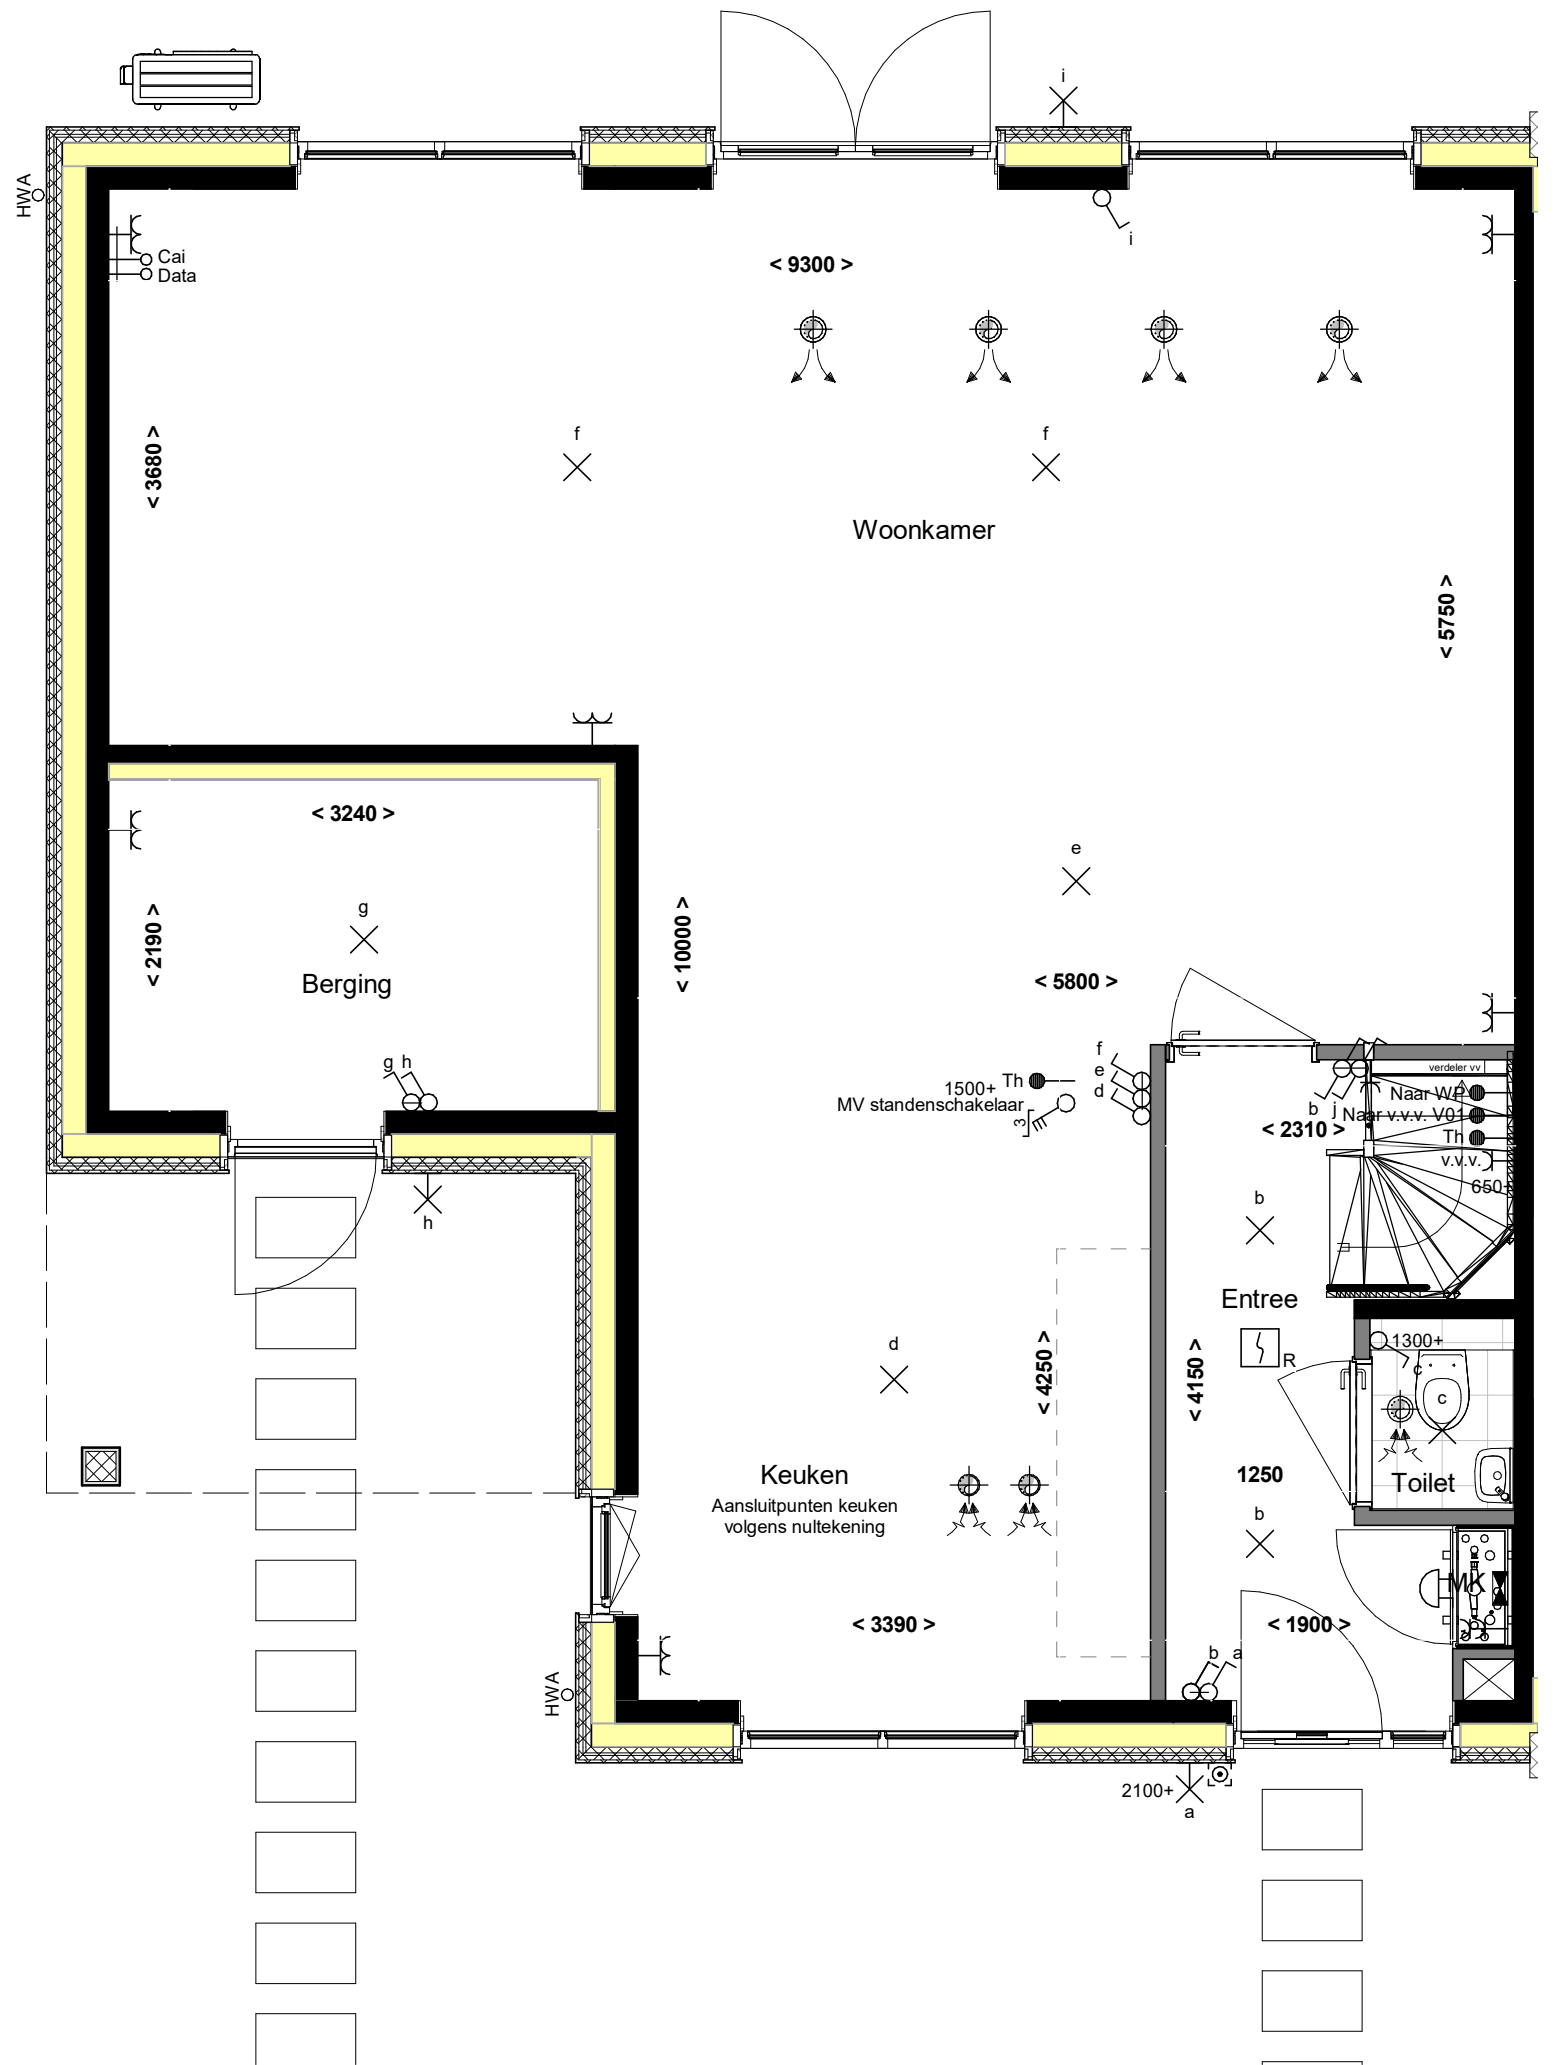 i
HWA
i
Cai
Data
< 9300 >
f
f
< 3680 >
Woonkamer
< 5750 >
< 3240 >
e
g
< 2190 >
< 10000 >
Berging
< 5800 >
g h
f
e
d
1500+ Th
MV standenschakelaar
3
verdeler vv
Naar WP
b j Naar v.v.v. V01
< 2310 >
Th
v.v.v.
650+
h
b
Entree
R
1300+
c
c
d
< 4250 >
< 4150 >
Keuken
Aansluitpunten keuken
volgens nultekening
1250
Toilet
b
MK
< 3390 >
< 1900 >
b a
HWA
2100+
a